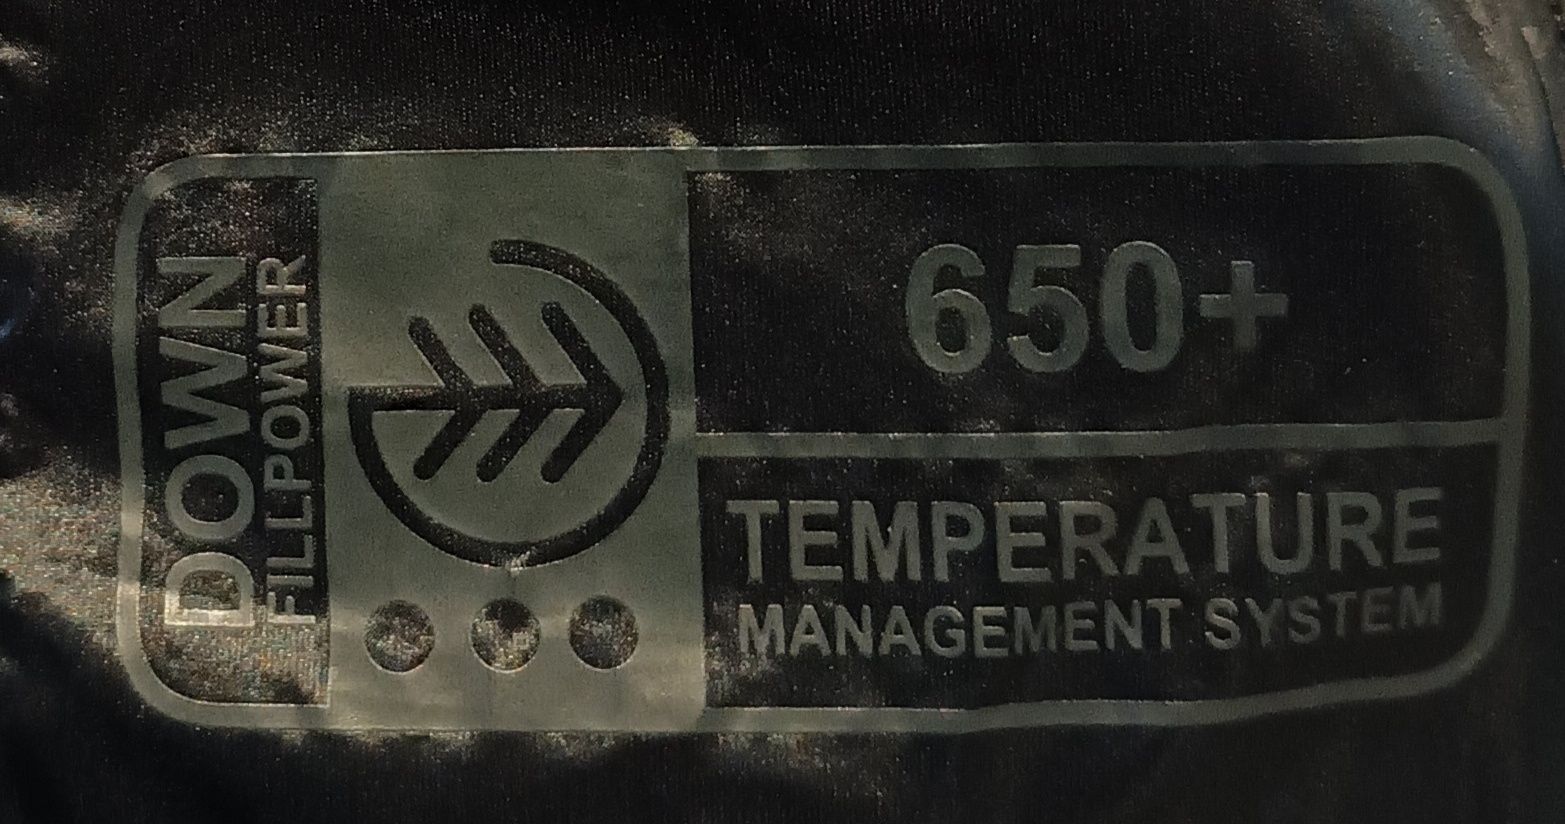 DOWN
FILLPOWER
650+
TEMPERATURE
MANAGEMENT SYSTEM